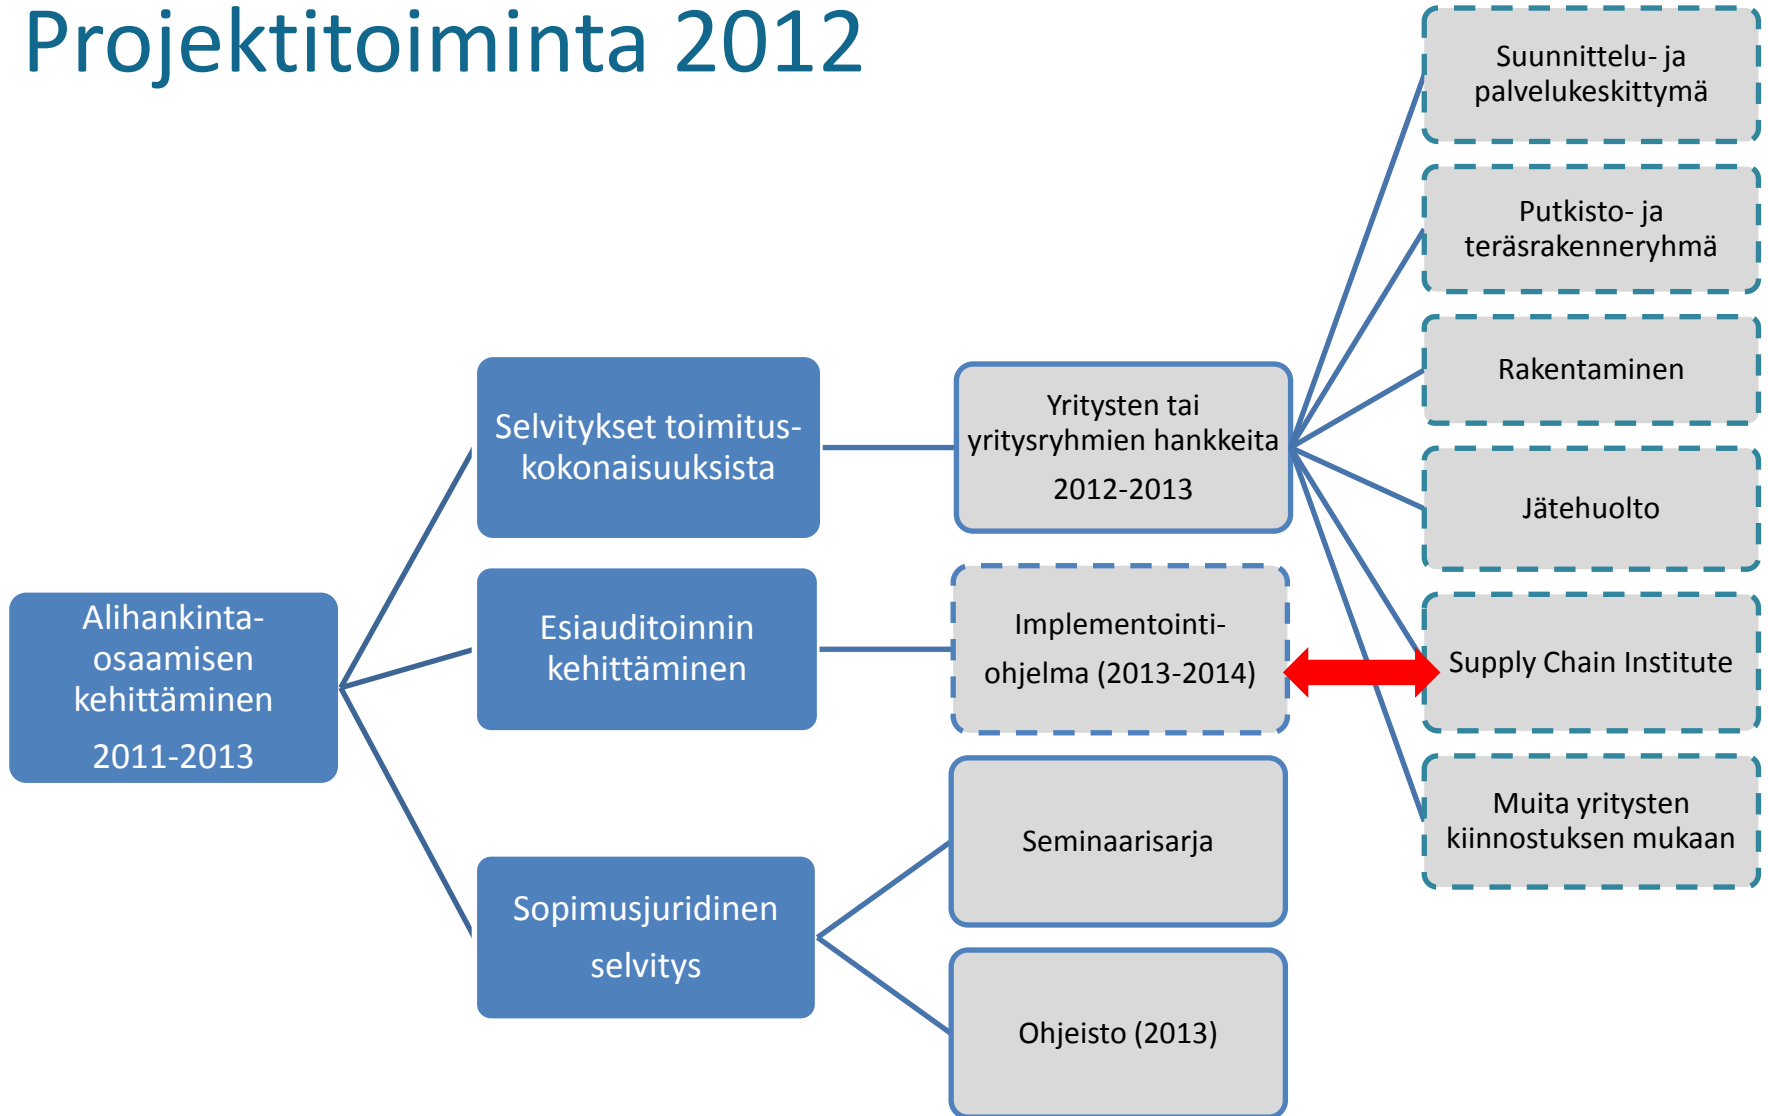 Projektitoiminta 2012
Alihankinta-
osaamisen
kehittäminen
2011-2013
Selvitykset toimitus-
kokonaisuuksista
Esiauditoinnin
kehittäminen
Sopimusjuridinen
selvitys
Yritysten tai
yritysryhmien hankkeita
2012-2013
Implementointi-
ohjelma (2013-2014)
Seminaarisarja
Ohjeisto (2013)
Suunnittelu- ja
palvelukeskittymä
Putkisto- ja
teräsrakenneryhmä
Rakentaminen
Jätehuolto
Supply Chain Institute
Muita yritysten
kiinnostuksen mukaan